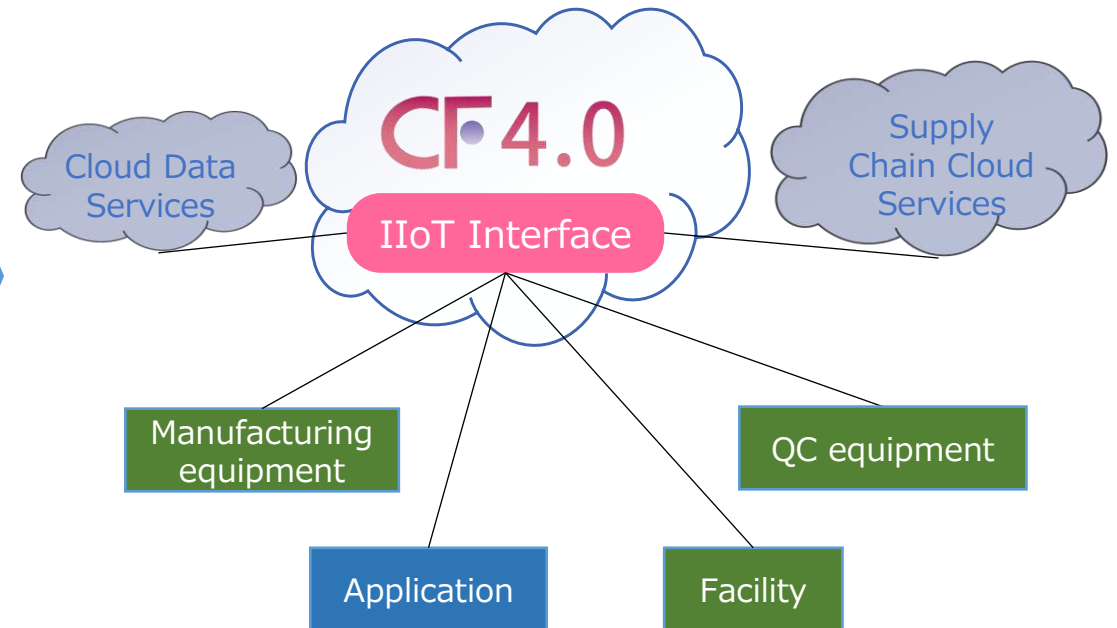 CF4.0
Cloud Data
Services
Supply
Chain Cloud
Services
IIoT Interface
Manufacturing
equipment
QC equipment
Application
Facility